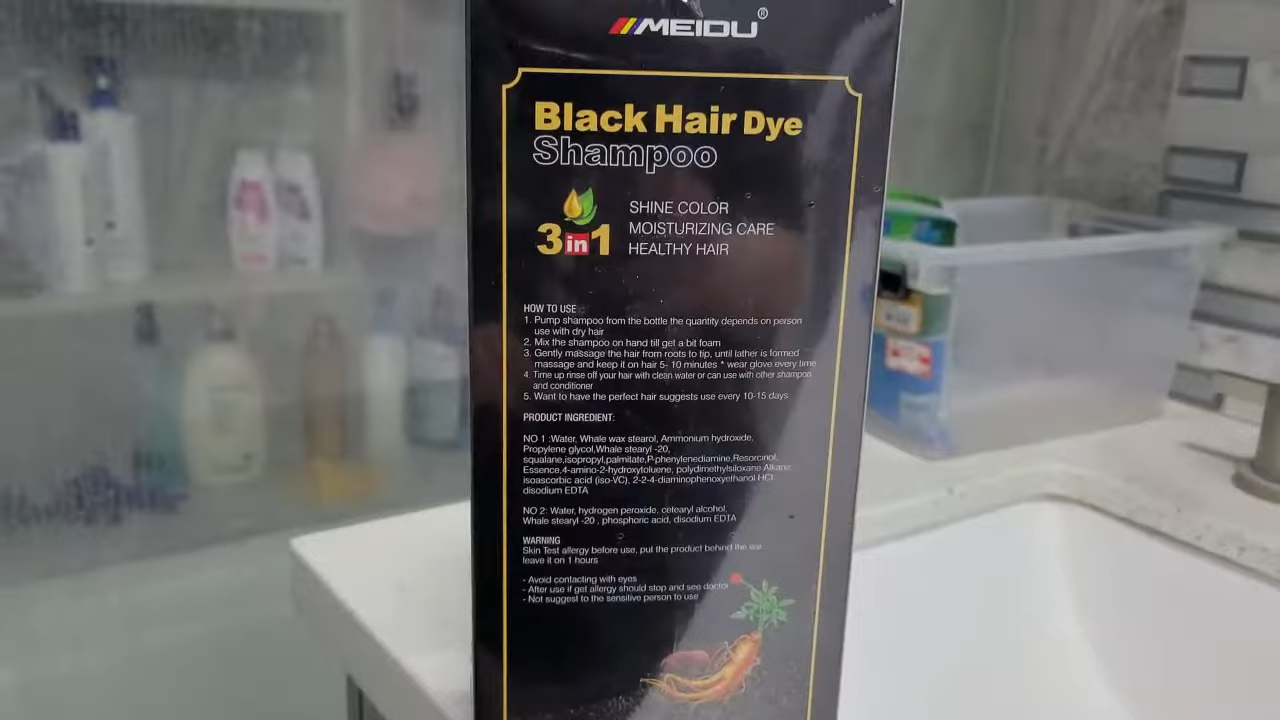 MEIDU®
Black Hair Dye
Shampoo
3 in 1
SHINE COLOR
MOISTURIZING CARE
HEALTHY HAIR
HOW TO USE :
1. Pump shampoo from the bottle the quantity depends on person
use with dry hair
2. Mix the shampoo on hand till get a bit foam
3. Gently massage the hair from roots to tip, until lather is formed
massage and keep it on hair 5- 10 minutes * wear glove every time
4. Time up rinse off your hair with clean water or can use with other shampoo
and conditioner
5. Want to have the perfect hair suggests use every 10-15 days
PRODUCT INGREDIENT:
NO 1 :Water, Whale wax stearol, Ammonium hydroxide,
Propylene glycol,Whale stearyl -20,
squalane,isopropyl,palmitate,P-phenylenediamine,Resorcinol,
Essence,4-amino-2-hydroxytoluene, polydimethylsiloxane Alkane
isoascorbic acid (iso-VC), 2-2-4-diaminophenoxyethanol HCl
disodium EDTA
NO 2: Water, hydrogen peroxide, cetearyl alcohol,
Whale stearyl -20 , phosphoric acid, disodium EDTA
WARNING
Skin Test allergy before use, put the product behind the ear
leave it on 1 hours
- Avoid contacting with eyes
- After use if get allergy should stop and see doctor
- Not suggest to the sensitive person to use